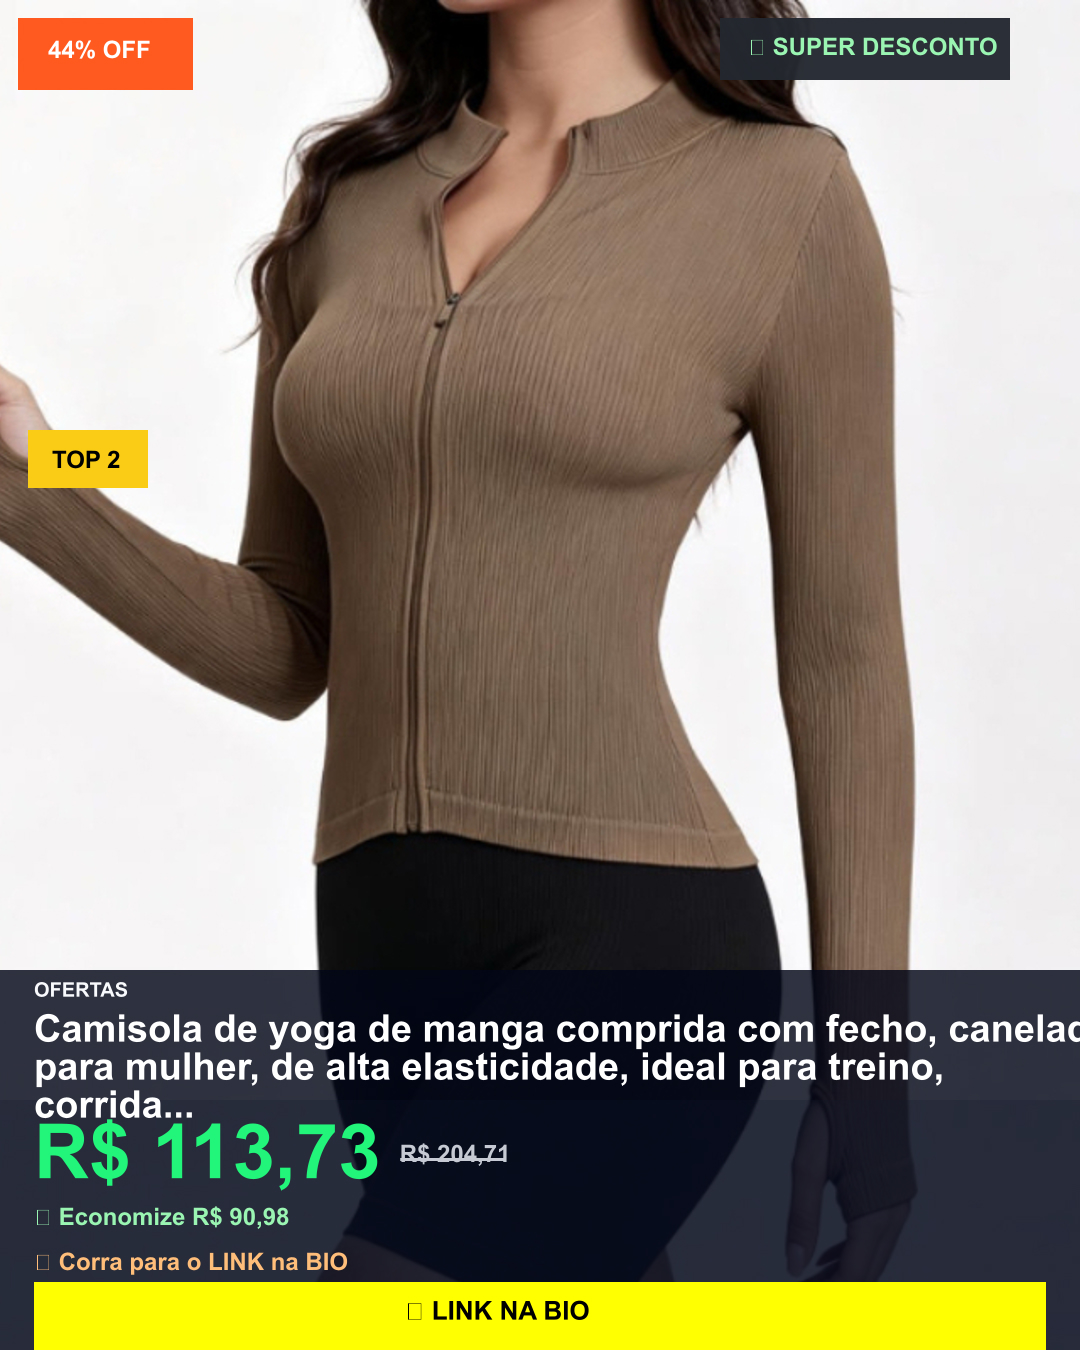 44% OFF
SUPER DESCONTO
TOP 2
OFERTAS
Camisola de yoga de manga comprida com fecho, canelad
para mulher, de alta elasticidade, ideal para treino,
corrida...
R$ 113,73 R$ 204,71
Economize R$ 90,98
Corra para o LINK na BIO
LINK NA BIO